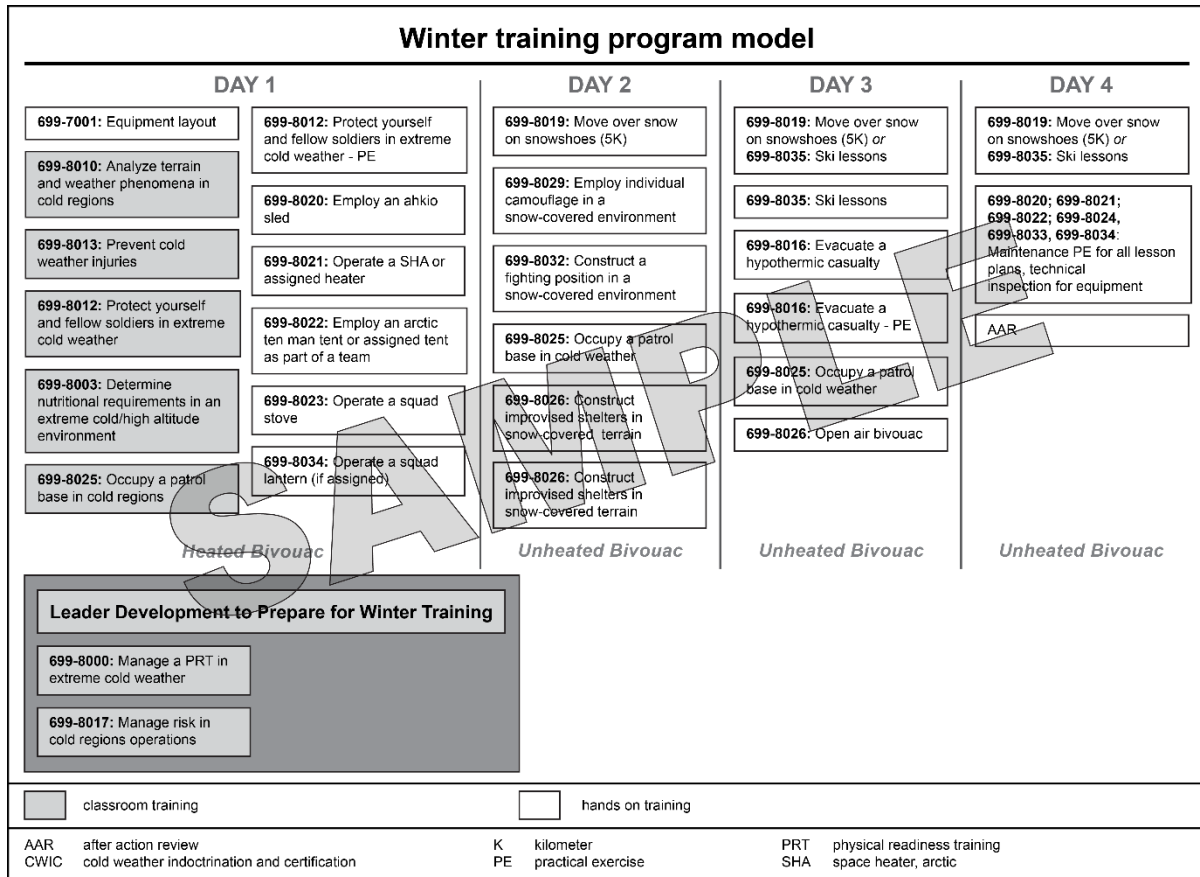 Winter training program model
DAY 1
699-7001: Equipment layout
699-8010: Analyze terrain
and weather phenomena in
cold regions
699-8013: Prevent cold
weather injuries
699-8012: Protect yourself
and fellow soldiers in extreme
cold weather
699-8003: Determine
nutritional requirements in an
extreme cold/high altitude
environment
699-8025: Occupy a patrol
base in cold regions
699-8012: Protect yourself
and fellow soldiers in extreme
cold weather - PE
699-8020: Employ an ahkio
sled
699-8021: Operate a SHA or
assigned heater
699-8022: Employ an arctic
ten man tent or assigned tent
as part of a team
699-8023: Operate a squad
stove
699-8034: Operate a squad
lantern (if assigned)
Heated Bivouac
DAY 2
699-8019: Move over snow
on snowshoes (5K)
699-8029: Employ individual
camouflage in a
snow-covered environment
699-8032: Construct a
fighting position in a
snow-covered environment
699-8025: Occupy a patrol
base in cold weather
699-8026: Construct
improvised shelters in
snow-covered terrain
699-8026: Construct
improvised shelters in
snow-covered terrain
Unheated Bivouac
DAY 3
699-8019: Move over snow
on snowshoes (5K) or
699-8035: Ski lessons
699-8035: Ski lessons
699-8016: Evacuate a
hypothermic casualty
699-8016: Evacuate a
hypothermic casualty - PE
699-8025: Occupy a patrol
base in cold weather
699-8026: Open air bivouac
Unheated Bivouac
DAY 4
699-8019: Move over snow
on snowshoes (5K) or
699-8035: Ski lessons
699-8020; 699-8021;
699-8022; 699-8024,
699-8033, 699-8034:
Maintenance PE for all lesson
plans, technical
inspection for equipment
AAR
Unheated Bivouac
SAMPLE
Leader Development to Prepare for Winter Training
699-8000: Manage a PRT in
extreme cold weather
699-8017: Manage risk in
cold regions operations
classroom training
hands on training
AAR after action review
CWIC cold weather indoctrination and certification
K kilometer
PE practical exercise
PRT physical readiness training
SHA space heater, arctic